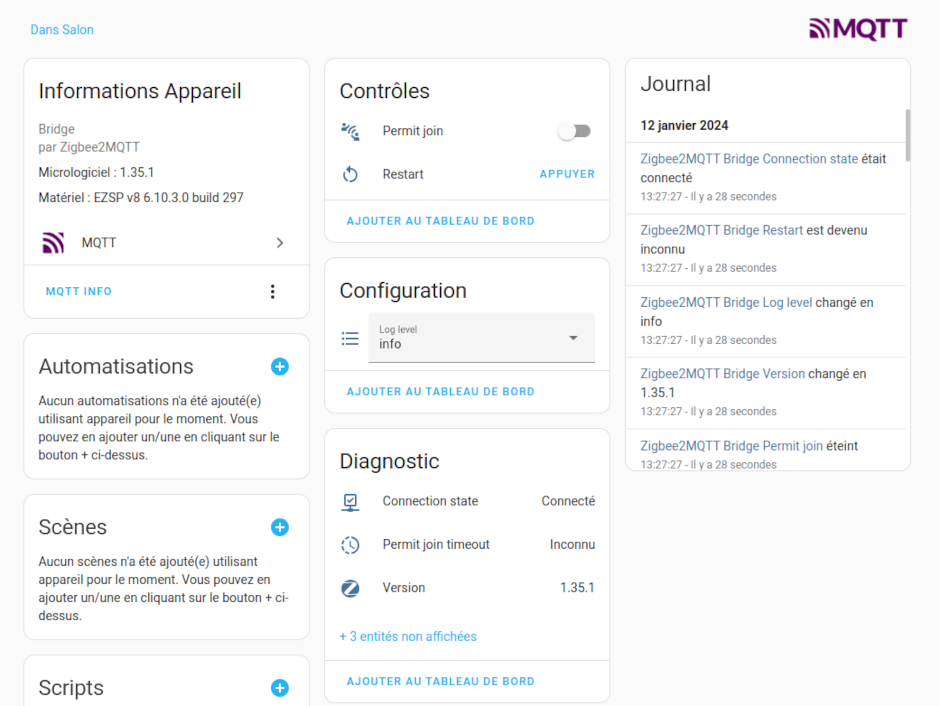 Dans Salon
MQTT
Informations Appareil
Bridge
par Zigbee2MQTT
Micrologiciel : 1.35.1
Matériel : EZSP v8 6.10.3.0 build 297
MQTT
MQTT INFO
Automatisations
Aucun automatisations n'a été ajouté(e)
utilisant appareil pour le moment. Vous
pouvez en ajouter un/une en cliquant sur le
bouton + ci-dessus.
Scènes
Aucun scènes n'a été ajouté(e) utilisant
appareil pour le moment. Vous pouvez en
ajouter un/une en cliquant sur le bouton + ci-
dessus.
Scripts
Contrôles
Permit join
Restart APPUYER
AJOUTER AU TABLEAU DE BORD
Configuration
Log level
info
AJOUTER AU TABLEAU DE BORD
Diagnostic
Connection state Connecté
Permit join timeout Inconnu
Version 1.35.1
+ 3 entités non affichées
AJOUTER AU TABLEAU DE BORD
Journal
12 janvier 2024
Zigbee2MQTT Bridge Connection state était
connecté
13:27:27 - Il y a 28 secondes
Zigbee2MQTT Bridge Restart est devenu
inconnu
13:27:27 - Il y a 28 secondes
Zigbee2MQTT Bridge Log level changé en
info
13:27:27 - Il y a 28 secondes
Zigbee2MQTT Bridge Version changé en
1.35.1
13:27:27 - Il y a 28 secondes
Zigbee2MQTT Bridge Permit join éteint
13:27:27 - Il y a 28 secondes